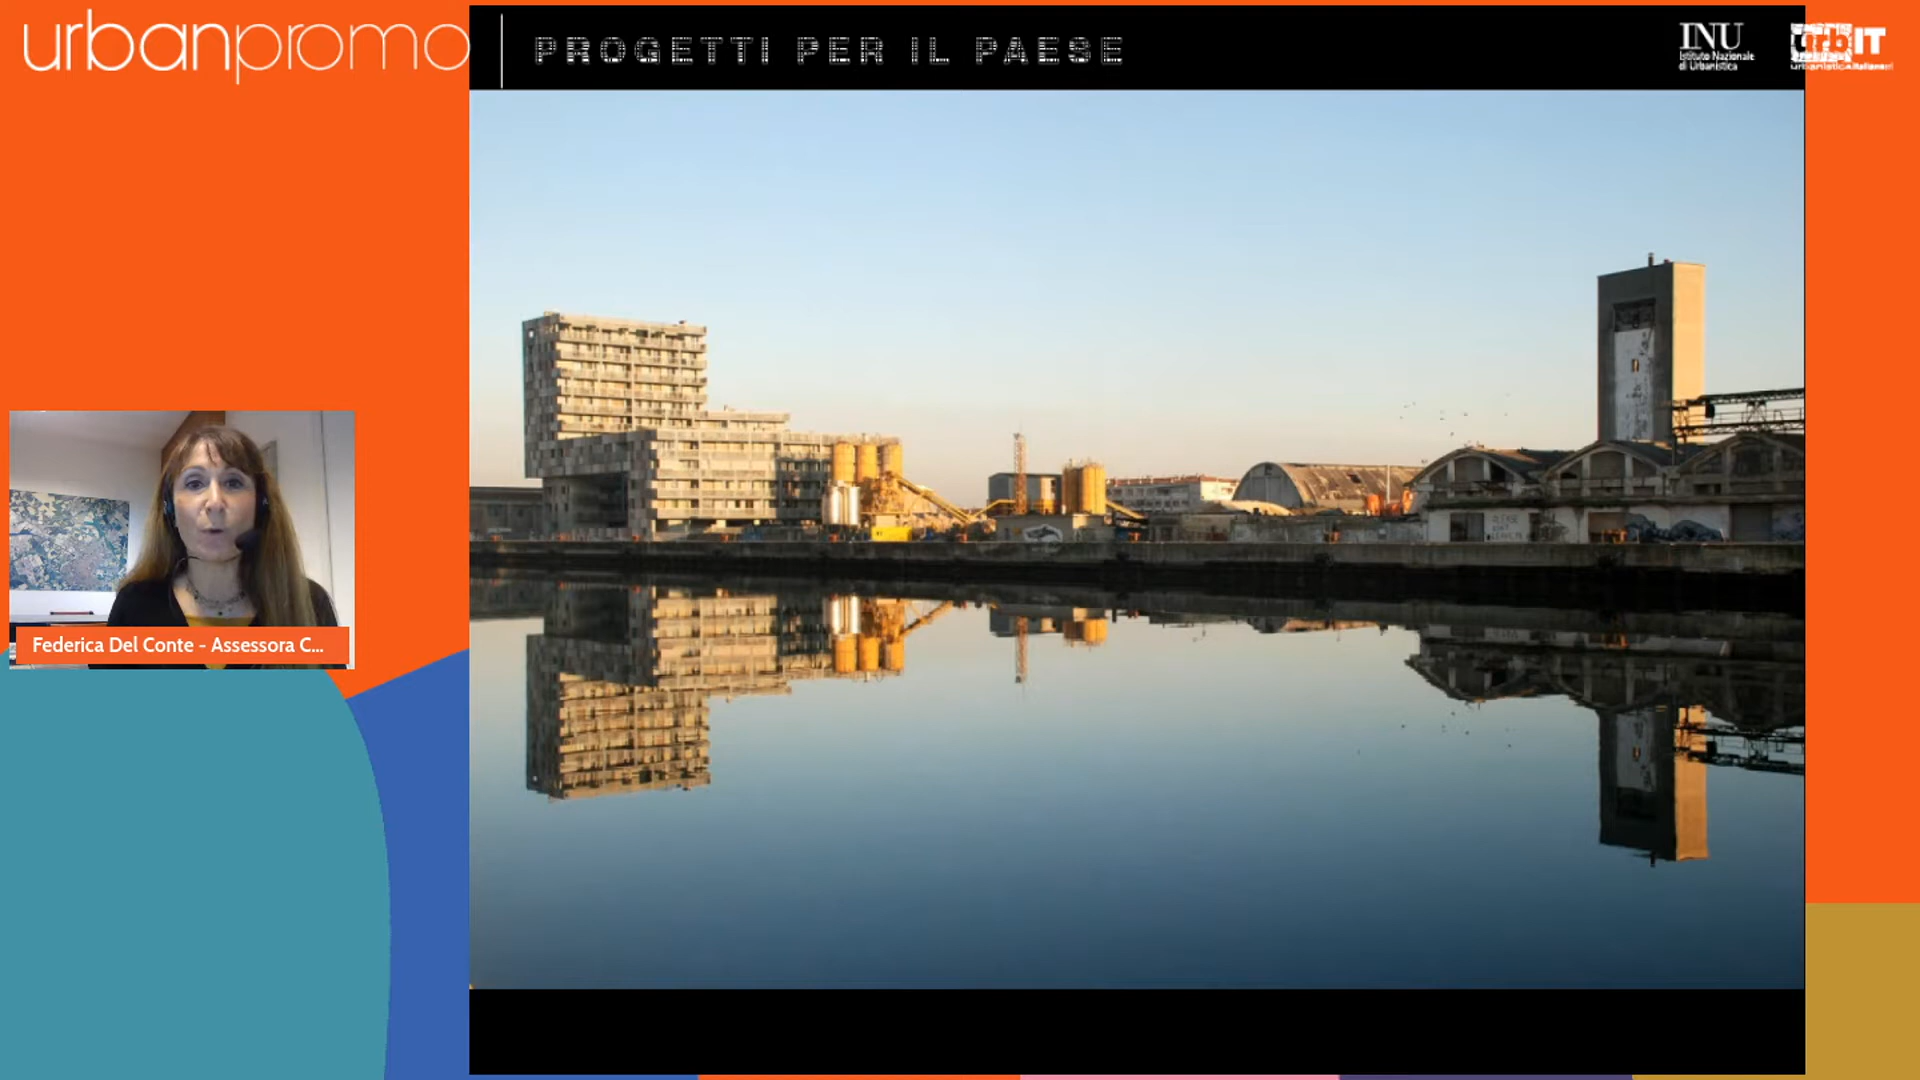 urbanpromo
PROGETTI PER IL PAESE
INU
Istituto Nazionale
di Urbanistica
urbIT
Federica Del Conte - Assessora C...